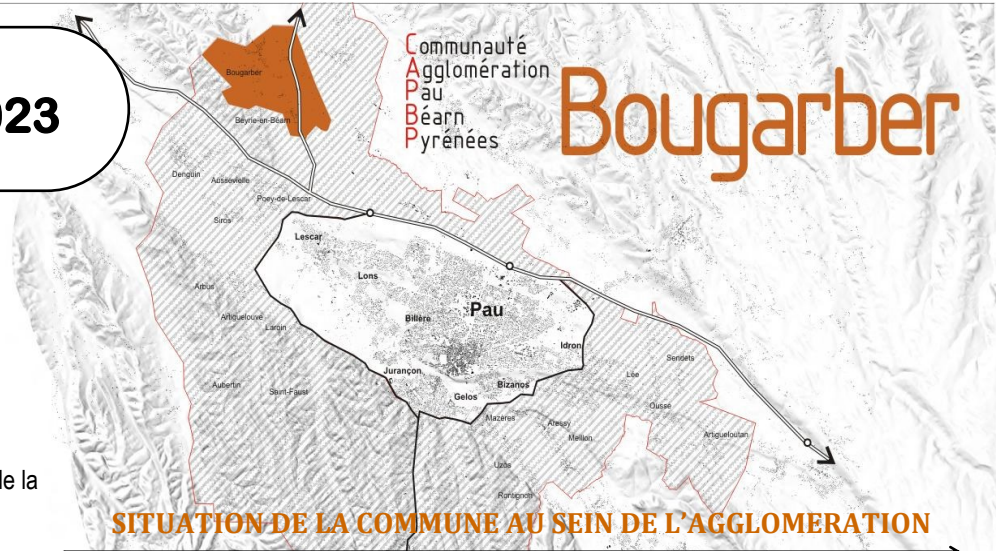 023
Communauté
Agglomération
Pau
Béarn
Pyrénées
Bougarber
Bougarber
Beyrie-en-Béarn
Denguin
Aussevielle
Poey-de-Lescar
Siros
Lescar
Lons
Arbus
Pau
Artiguelouve
Billère
Laroin
Idron
Sendets
Jurançon
Lée
Aubertin
Saint-Faust
Bizanos
Gelos
Ousse
Mazères
Aressy
Meillon
Artigueloutan
Uzos
Rontignon
de la
SITUATION DE LA COMMUNE AU SEIN DE L'AGGLOMERATION